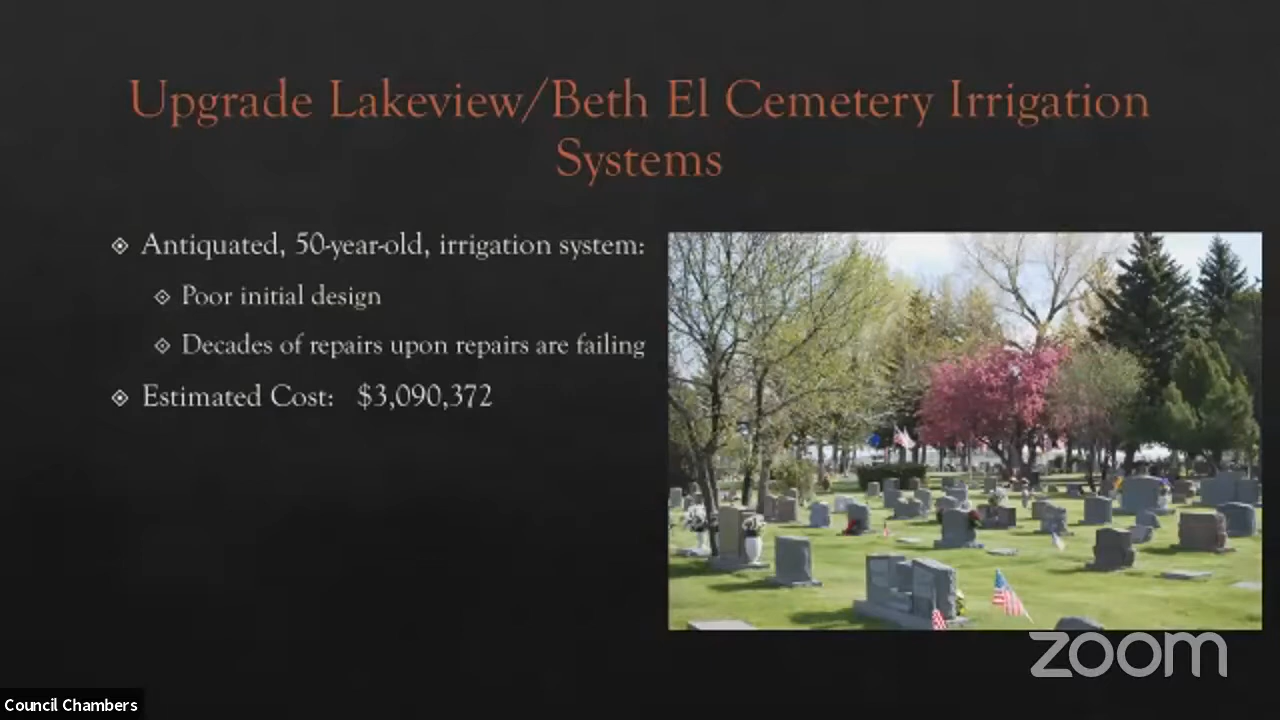 Upgrade Lakeview/Beth El Cemetery Irrigation
Systems
Antiquated, 50-year-old, irrigation system:
Poor initial design
Decades of repairs upon repairs are failing
Estimated Cost: $3,090,372
zoom
Council Chambers